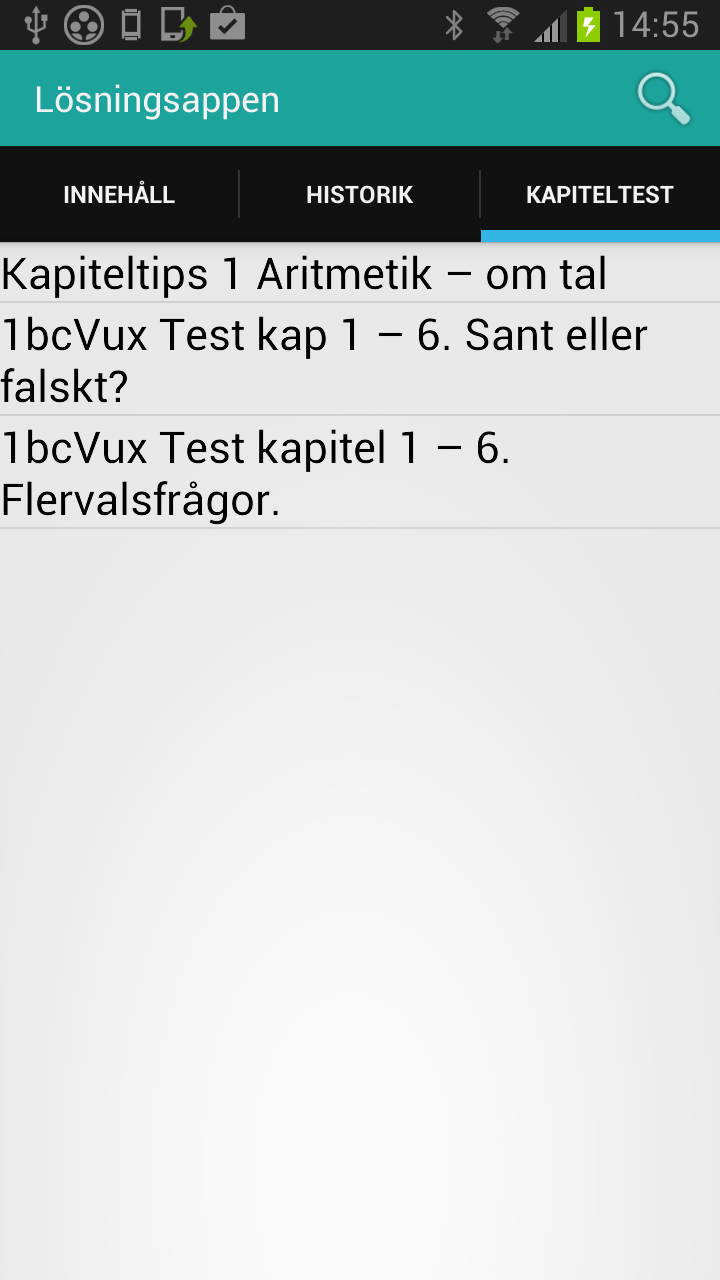 14:55
Lösningsappen
INNEHÅLL
HISTORIK
KAPITELTEST
Kapiteltips 1 Aritmetik – om tal
1bcVux Test kap 1 – 6. Sant eller
falskt?
1bcVux Test kapitel 1 – 6.
Flervalsfrågor.